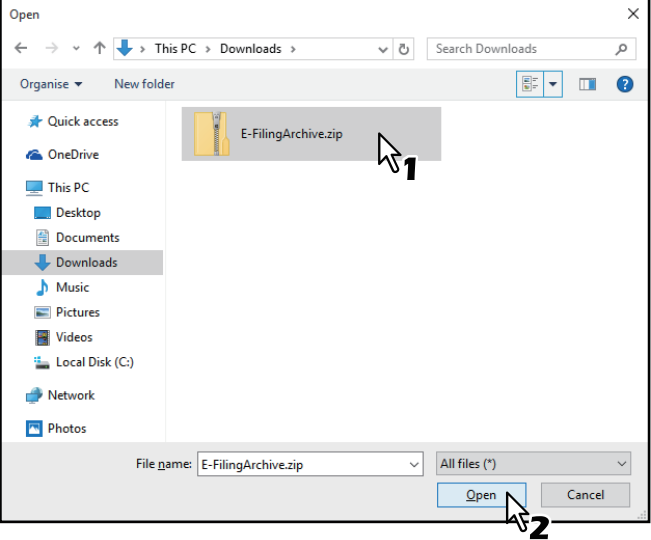 Open
This PC > Downloads >
Search Downloads
Organise
New folder
?
Quick access
OneDrive
This PC
Desktop
Documents
Downloads
Music
Pictures
Videos
Local Disk (C:)
Network
Photos
E-FilingArchive.zip
1
File name: E-FilingArchive.zip
All files (*)
Open
Cancel
2